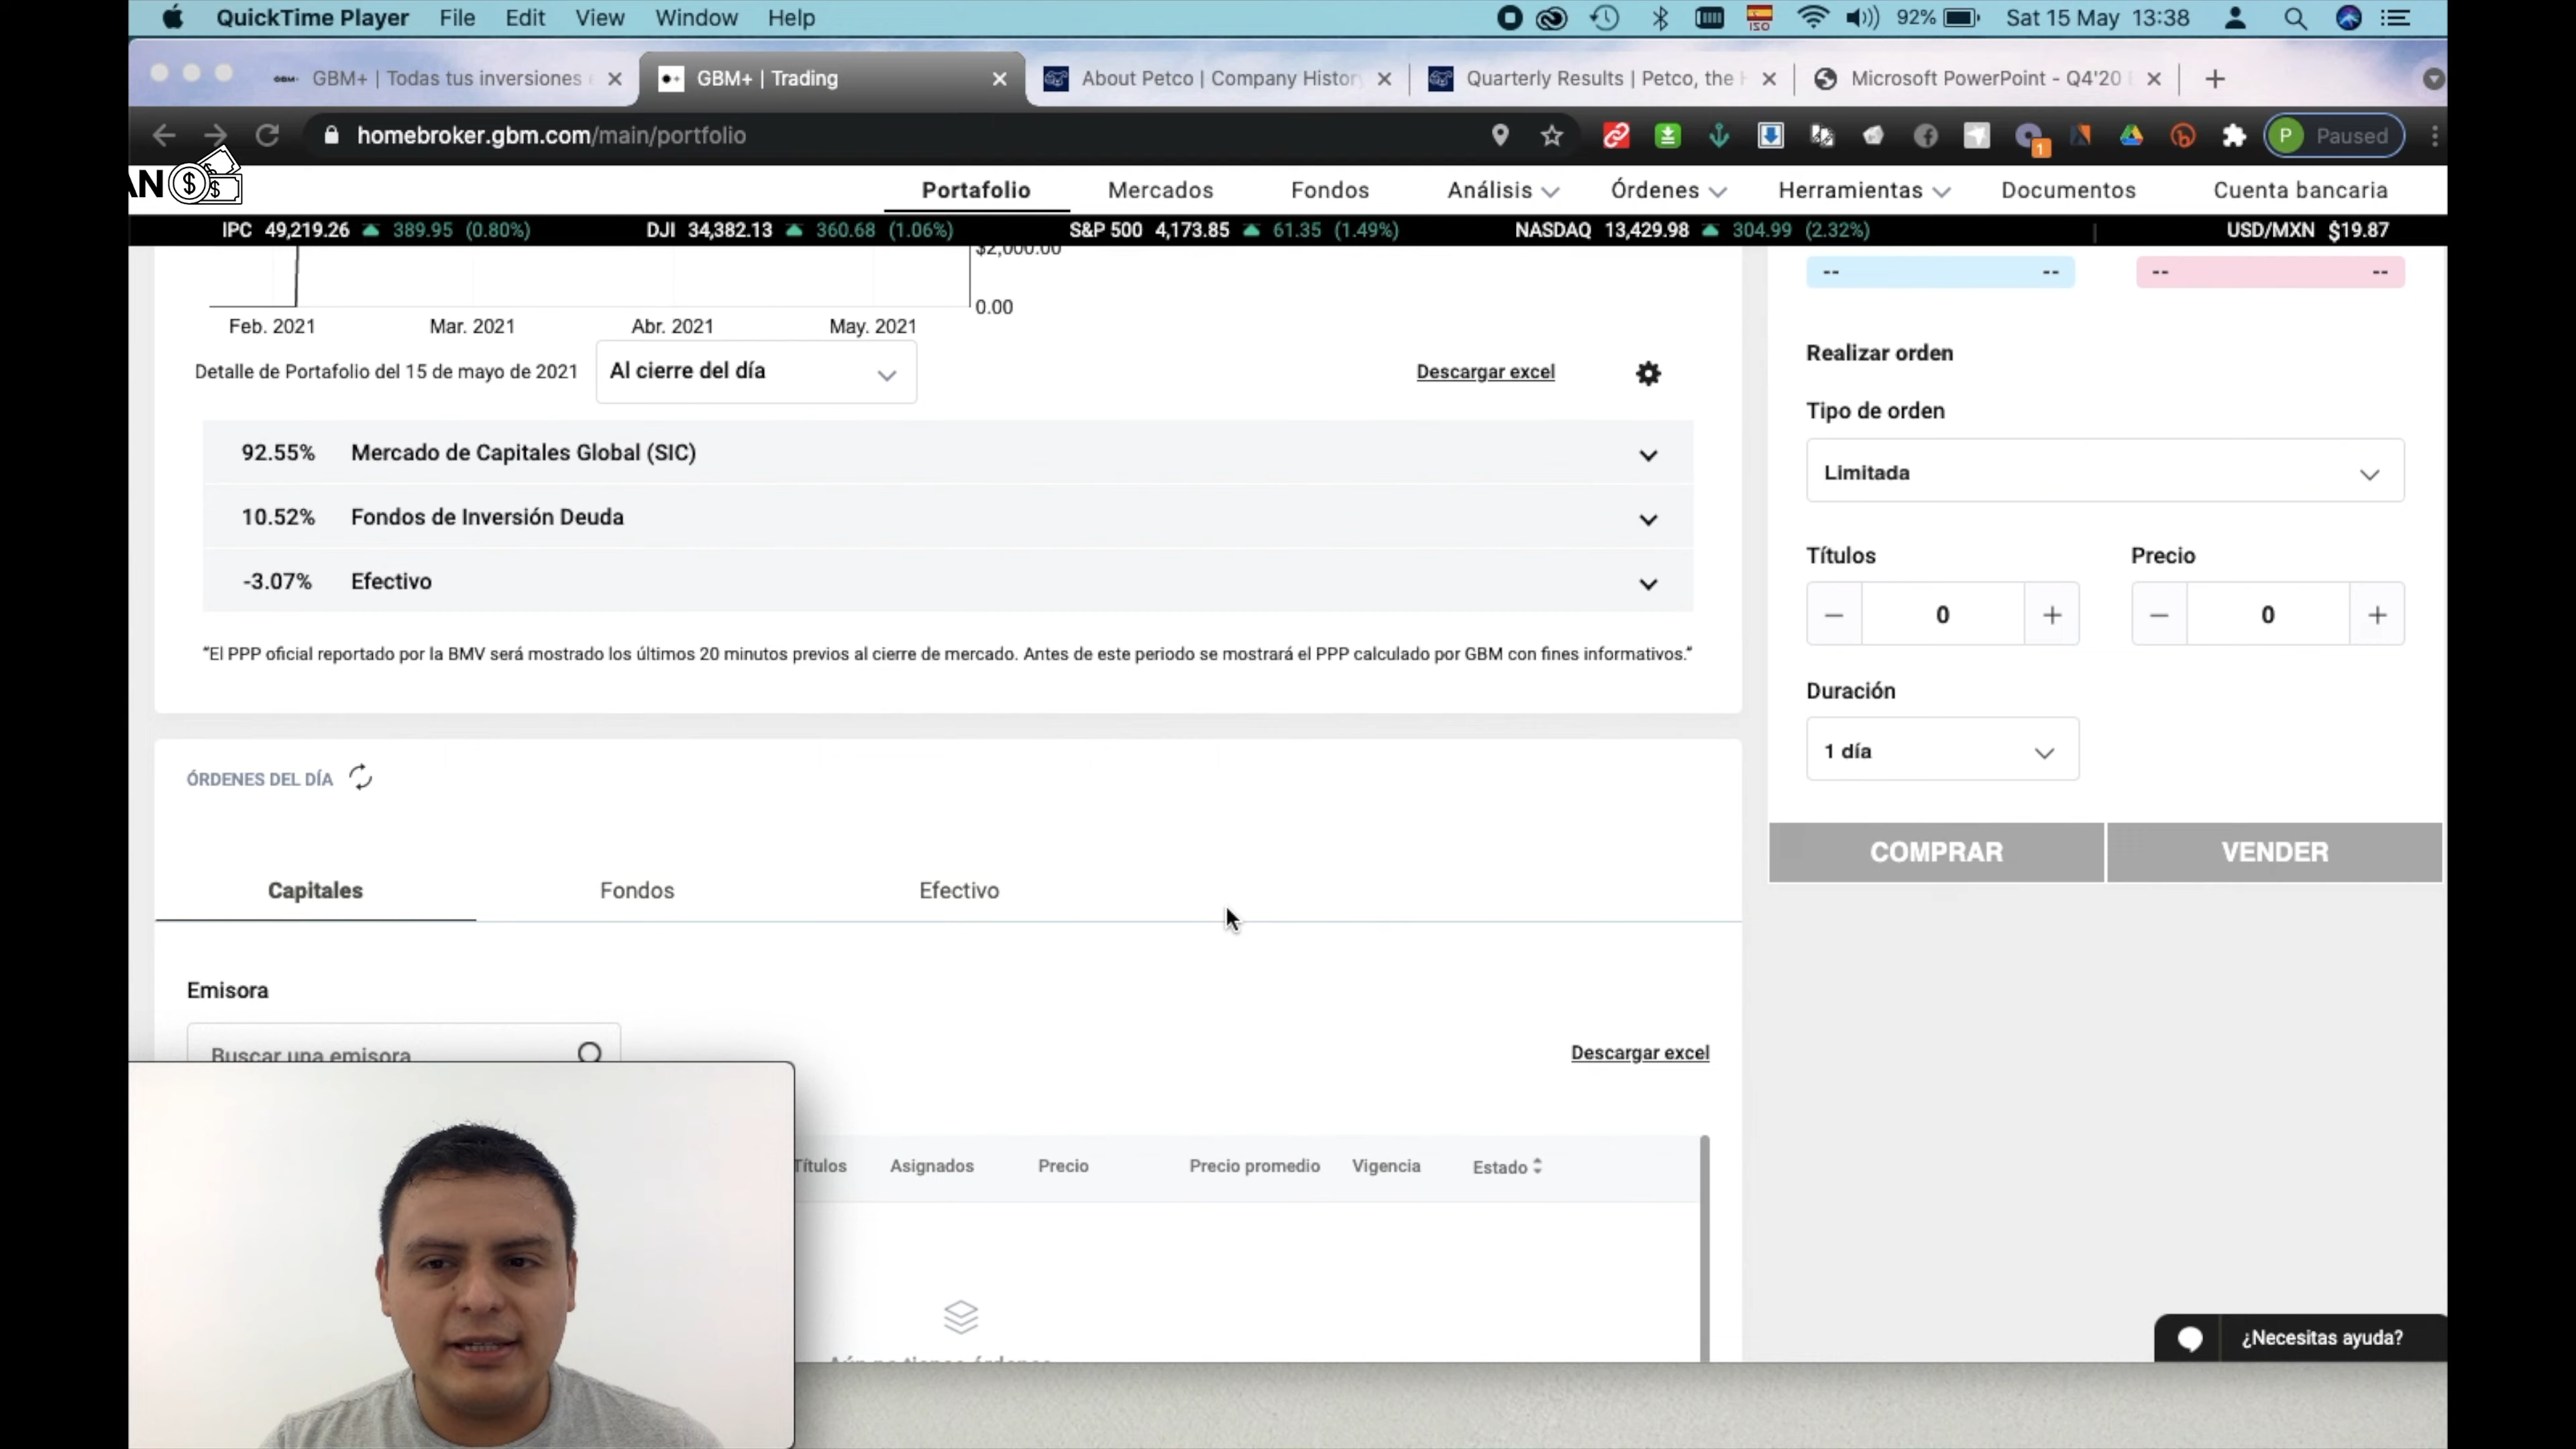 QuickTime Player File Edit View Window Help 92% Sat 15 May 13:38
GBM+ | Todas tus inversiones GBM+ | Trading About Petco | Company Histor Quarterly Results | Petco, the Microsoft PowerPoint - Q4'20
homebroker.gbm.com/main/portfolio 1 P Paused
AN $ $ Portafolio Mercados Fondos Análisis Órdenes Herramientas Documentos Cuenta bancaria
IPC 49,219.26 389.95 (0.80%) DJI 34,382.13 360.68 (1.06%) S&P 500 4,173.85 61.35 (1.49%) NASDAQ 13,429.98 304.99 (2.32%) USD/MXN $19.87
$2,000.00
0.00
-- -- -- --
Feb. 2021 Mar. 2021 Abr. 2021 May. 2021
Detalle de Portafolio del 15 de mayo de 2021 Al cierre del día Descargar excel
92.55% Mercado de Capitales Global (SIC)
10.52% Fondos de Inversión Deuda
-3.07% Efectivo
"El PPP oficial reportado por la BMV será mostrado los últimos 20 minutos previos al cierre de mercado. Antes de este periodo se mostrará el PPP calculado por GBM con fines informativos."
Realizar orden
Tipo de orden
Limitada
Títulos Precio
0 0
Duración
1 día
COMPRAR VENDER
ÓRDENES DEL DÍA
Capitales Fondos Efectivo
Emisora
Buscar una emisora
Descargar excel
Títulos Asignados Precio Precio promedio Vigencia Estado
¿Necesitas ayuda?